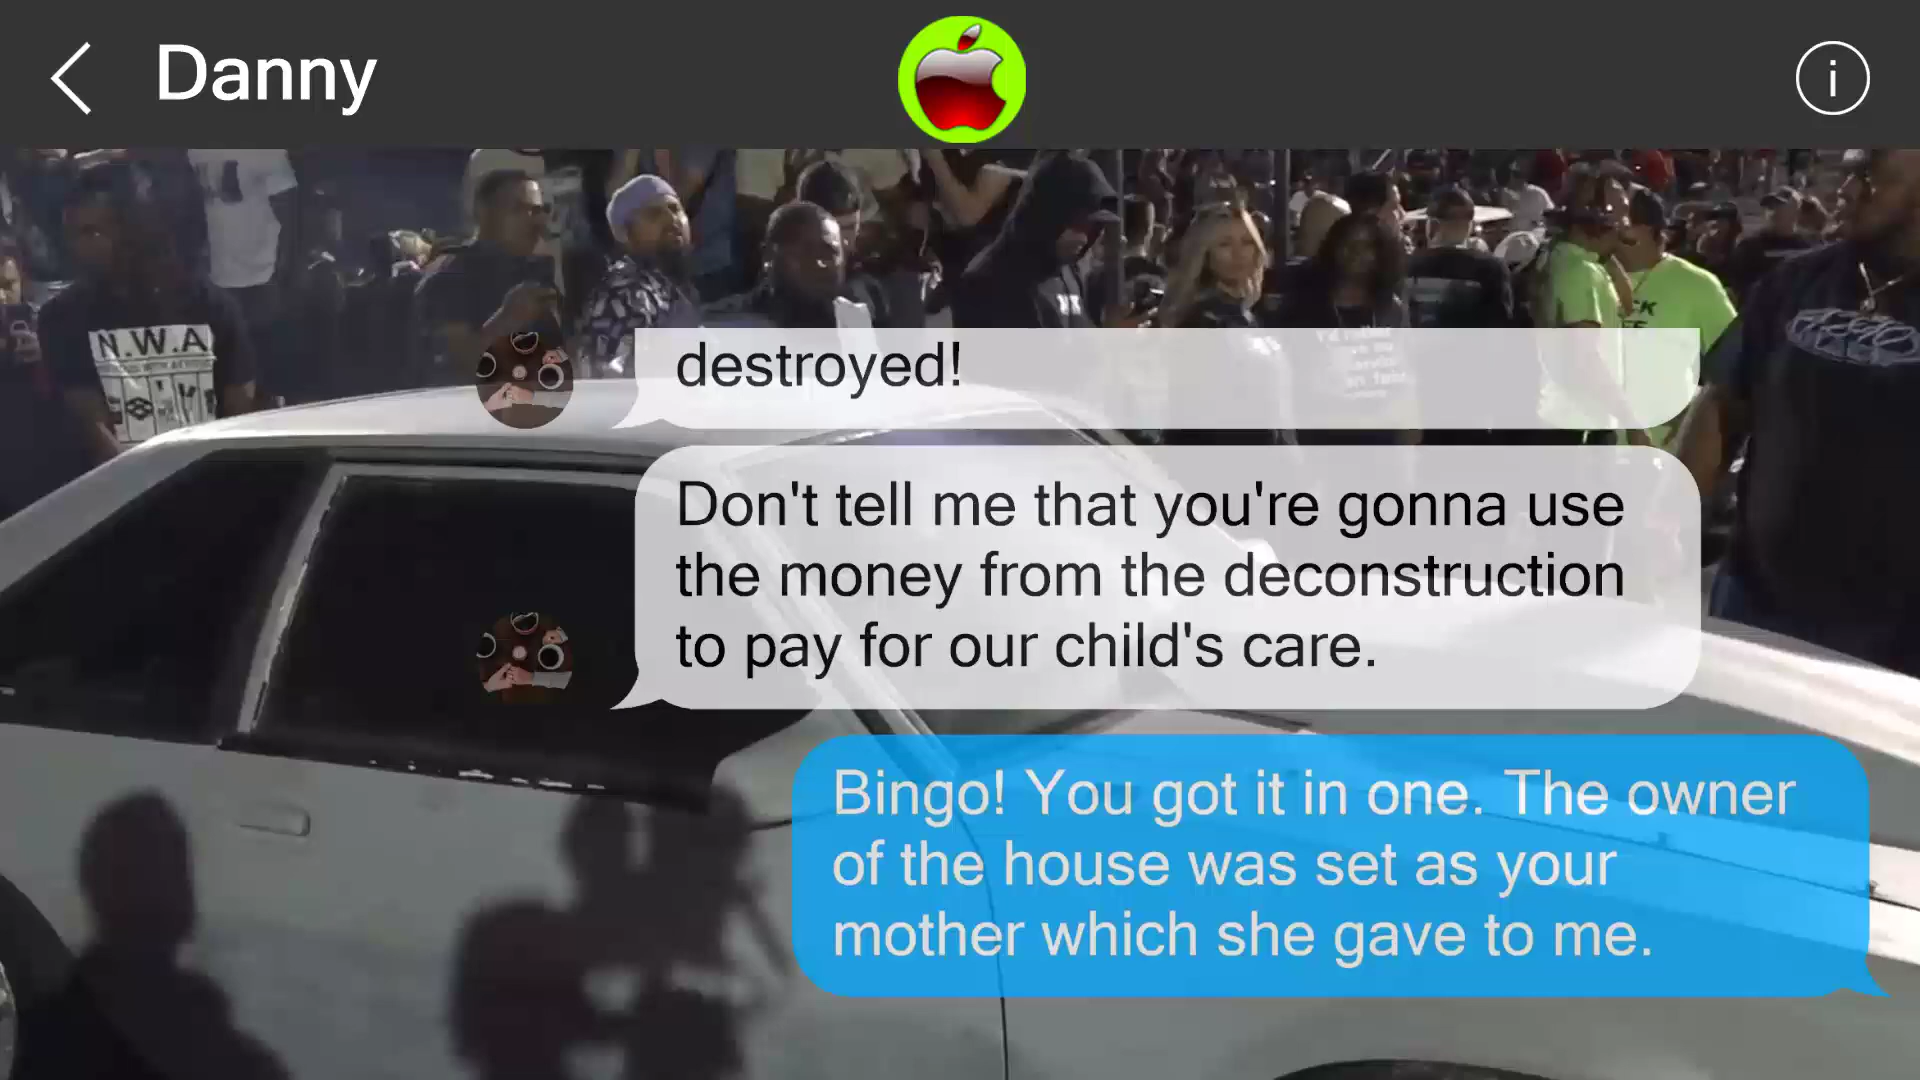 Danny
i
N.W.A
destroyed!
Don't tell me that you're gonna use
the money from the deconstruction
to pay for our child's care.
Bingo! You got it in one. The owner
of the house was set as your
mother which she gave to me.